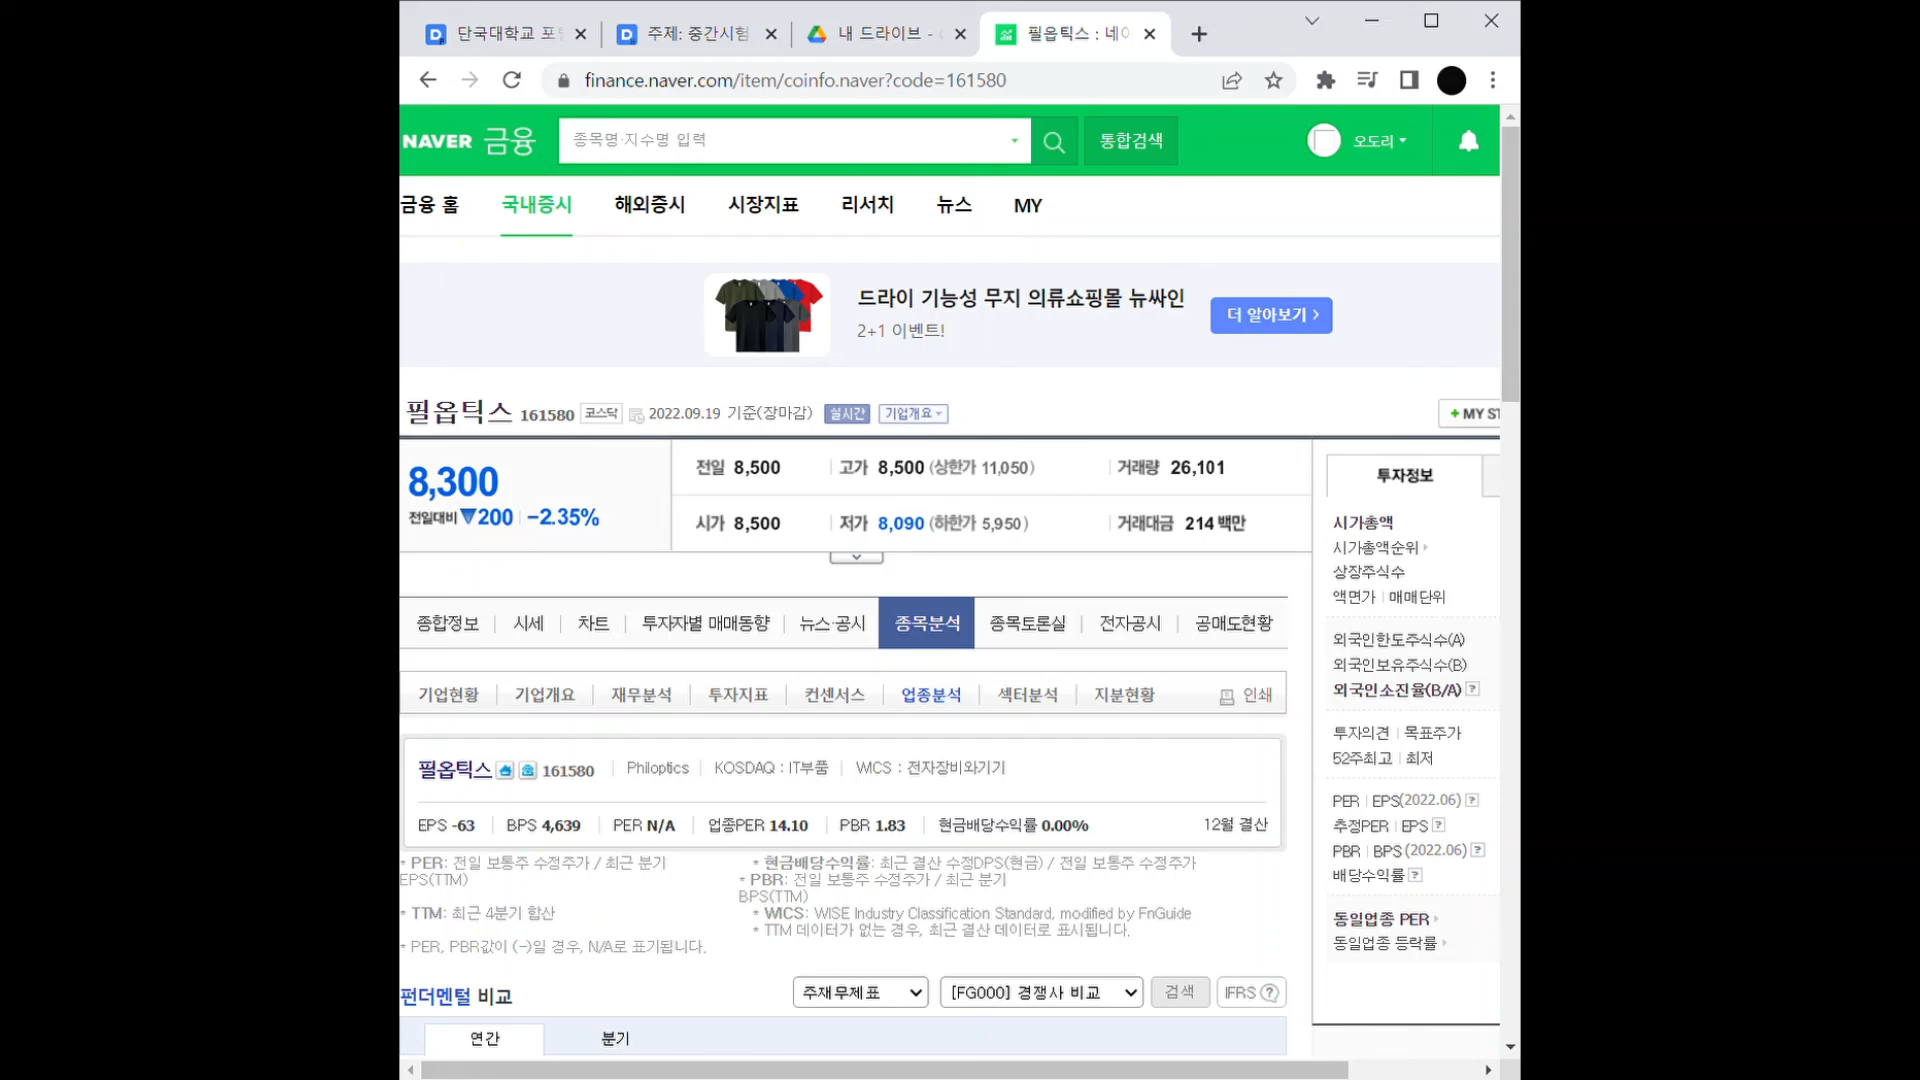 단국대학교 포
주제: 중간시험
내 드라이브 -
필옵틱스 : 네이
finance.naver.com/item/coinfo.naver?code=161580
NAVER 금융
종목명·지수명 입력
통합검색
오도리
금융 홈 국내증시 해외증시 시장지표 리서치 뉴스 MY
드라이 기능성 무지 의류쇼핑몰 뉴싸인
2+1 이벤트!
더 알아보기 >
필옵틱스 161580 코스닥 2022.09.19 기준(장마감) 실시간 기업개요
+ MY ST
8,300
전일대비 ▼200 -2.35%
전일 8,500 고가 8,500 (상한가 11,050) 거래량 26,101
시가 8,500 저가 8,090 (하한가 5,950) 거래대금 214 백만
종합정보 시세 차트 투자자별 매매동향 뉴스·공시 종목분석 종목토론실 전자공시 공매도현황
기업현황 기업개요 재무분석 투자지표 컨센서스 업종분석 섹터분석 지분현황 인쇄
필옵틱스 161580 Philoptics KOSDAQ : IT부품 WICS : 전자장비와기기
EPS -63 BPS 4,639 PER N/A 업종PER 14.10 PBR 1.83 현금배당수익률 0.00% 12월 결산
* PER: 전일 보통주 수정주가 / 최근 분기
EPS(TTM)
* TTM: 최근 4분기 합산
* PER, PBR값이 (-)일 경우, N/A로 표기됩니다.
* 현금배당수익률: 최근 결산 수정DPS(현금) / 전일 보통주 수정주가
* PBR: 전일 보통주 수정주가 / 최근 분기
BPS(TTM)
* WICS: WISE Industry Classification Standard, modified by FnGuide
* TTM 데이터가 없는 경우, 최근 결산 데이터로 표시됩니다.
펀더멘털 비교 주재무제표 [FG000] 경쟁사 비교 검색 IFRS ?
연간 분기
투자정보
시가총액
시가총액순위
상장주식수
액면가 | 매매단위
외국인한도주식수(A)
외국인보유주식수(B)
외국인소진율(B/A) ?
투자의견 | 목표주가
52주최고 | 최저
PER | EPS(2022.06) ?
추정PER | EPS ?
PBR | BPS (2022.06) ?
배당수익률 ?
동일업종 PER
동일업종 등락률